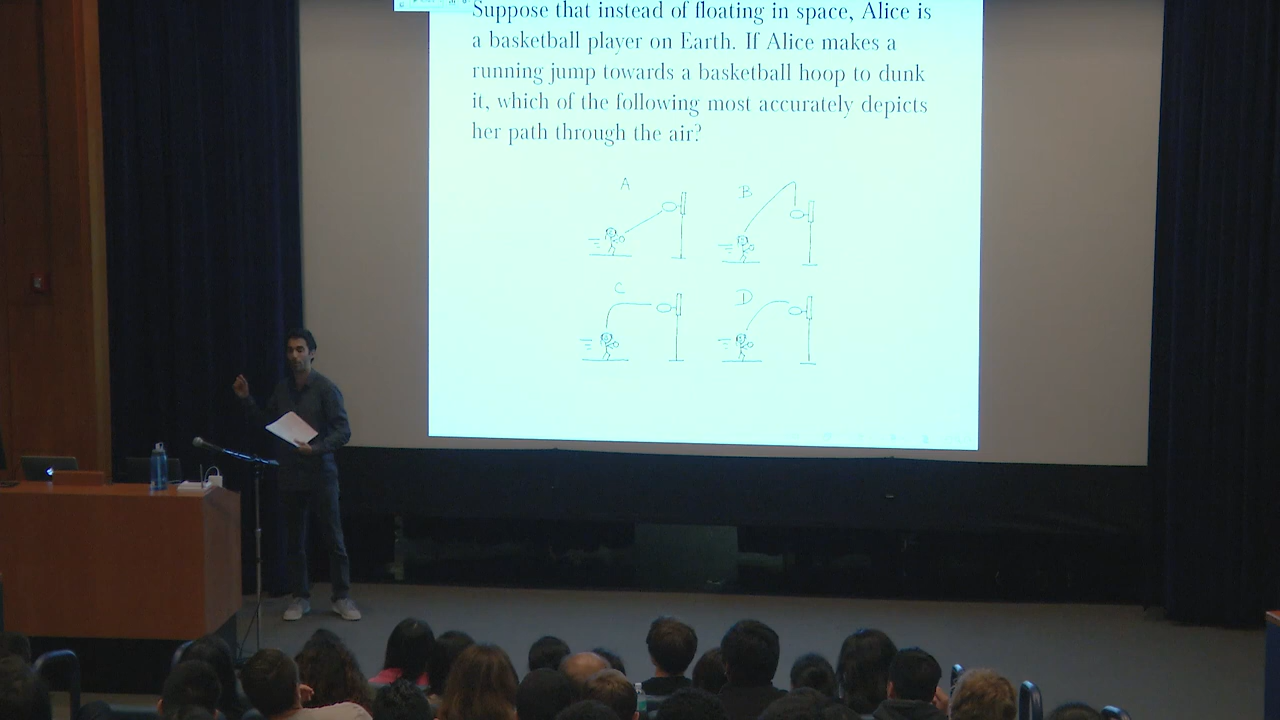 Suppose that instead of floating in space, Alice is
a basketball player on Earth. If Alice makes a
running jump towards a basketball hoop to dunk
it, which of the following most accurately depicts
her path through the air?
A
B
C
D